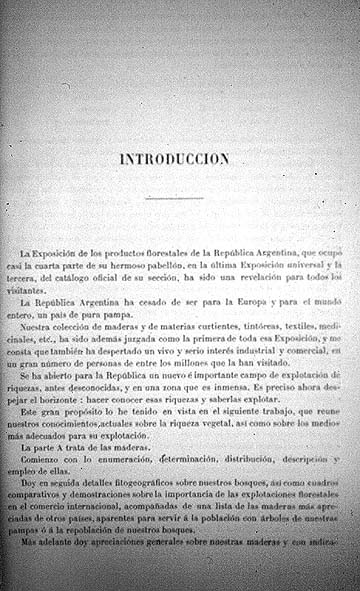 INTRODUCCION
La Exposición de los productos florestales de la República Argentina, que ocupó
casi la cuarta parte de su hermoso pabellón, en la última Exposición universal y la
tercera, del catálogo oficial de su sección, ha sido una revelación para todos los
visitantes.
La República Argentina ha cesado de ser para la Europa y para el mundo
entero, un país de pura pampa.
Nuestra colección de maderas y de materias curtientes, tintóreas, textiles, medi-
cinales, etc., ha sido además juzgada como la primera de toda esa Exposición, y me
consta que también ha despertado un vivo y serio interés industrial y comercial, en
un gran número de personas de entre los millones que la han visitado.
Se ha abierto para la República un nuevo é importante campo de explotación de
riquezas, antes desconocidas, y en una zona que es inmensa. Es preciso ahora des-
pejar el horizonte : hacer conocer esas riquezas y saberlas explotar.
Este gran propósito lo he tenido en vista en el siguiente trabajo, que reune
nuestros conocimientos,actuales sobre la riqueza vegetal, así como sobre los medios
más adecuados para su explotación.
La parte A trata de las maderas.
Comienzo con lo enumeración, determinación, distribución, descripción y
empleo de ellas.
Doy en seguida detalles fitogeográficos sobre nuestros bosques, así como cuadros
comparativos y demostraciones sobre la importancia de las explotaciones florestales
en el comercio internacional, acompañadas de una lista de las maderas más apre-
ciadas de otros países, aparentes para servir á la población con árboles de nuestras
pampas ó á la repoblación de nuestros bosques.
Más adelante doy apreciaciones generales sobre nuestras maderas y con indica-